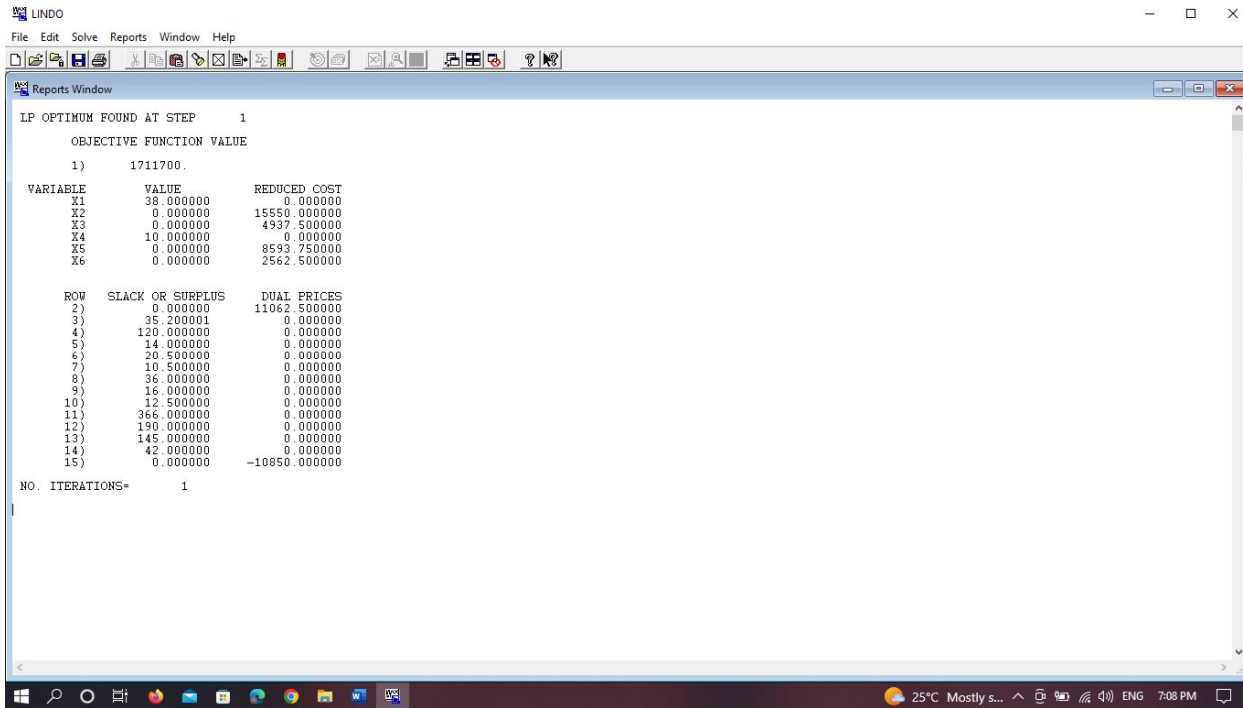 LINDO
File Edit Solve Reports Window Help
Reports Window
LP OPTIMUM FOUND AT STEP 1
OBJECTIVE FUNCTION VALUE
1) 1711700.
VARIABLE VALUE REDUCED COST
X1 38.000000 0.000000
X2 0.000000 15550.000000
X3 0.000000 4937.500000
X4 10.000000 0.000000
X5 0.000000 8593.750000
X6 0.000000 2562.500000
ROW SLACK OR SURPLUS DUAL PRICES
2) 0.000000 11062.500000
3) 35.200001 0.000000
4) 120.000000 0.000000
5) 14.000000 0.000000
6) 20.500000 0.000000
7) 10.500000 0.000000
8) 36.000000 0.000000
9) 16.000000 0.000000
10) 12.500000 0.000000
11) 366.000000 0.000000
12) 190.000000 0.000000
13) 145.000000 0.000000
14) 42.000000 0.000000
15) 0.000000 -10850.000000
NO. ITERATIONS= 1
25°C Mostly s... ENG 7:08 PM